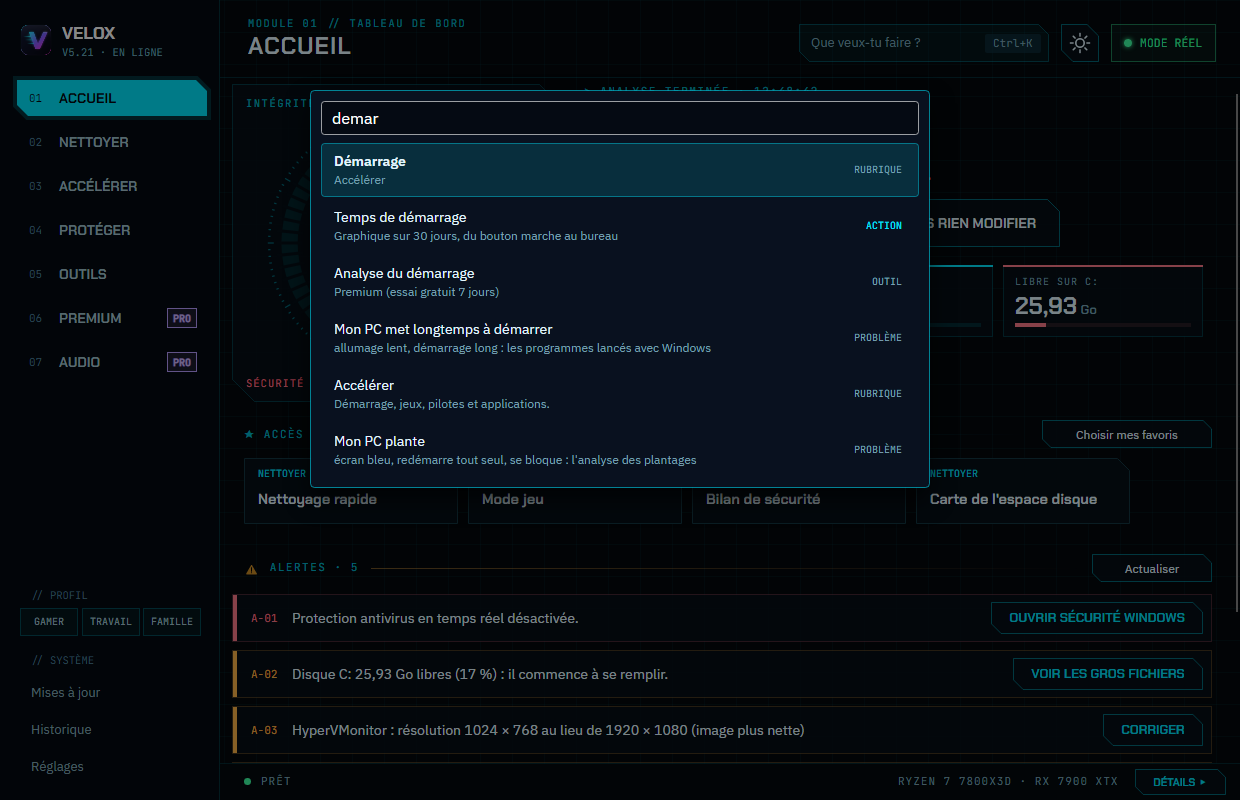 VELOX
V5.21 · EN LIGNE
01 ACCUEIL
02 NETTOYER
03 ACCÉLÉRER
04 PROTÉGER
05 OUTILS
06 PREMIUM PRO
07 AUDIO PRO
// PROFIL
GAMER TRAVAIL FAMILLE
// SYSTÈME
Mises à jour
Historique
Réglages
MODULE 01 // TABLEAU DE BORD
ACCUEIL
Que veux-tu faire ? Ctrl+K
MODE RÉEL
demar
Démarrage
Accélérer
RUBRIQUE
Temps de démarrage
Graphique sur 30 jours, du bouton marche au bureau
ACTION
Analyse du démarrage
Premium (essai gratuit 7 jours)
OUTIL
Mon PC met longtemps à démarrer
allumage lent, démarrage long : les programmes lancés avec Windows
PROBLÈME
Accélérer
Démarrage, jeux, pilotes et applications.
RUBRIQUE
Mon PC plante
écran bleu, redémarre tout seul, se bloque : l'analyse des plantages
PROBLÈME
RIEN MODIFIER
LIBRE SUR C:
25,93 Go
SÉCURITÉ
★ ACCÈS
Choisir mes favoris
NETTOYER
Nettoyage rapide
Mode jeu
Bilan de sécurité
NETTOYER
Carte de l'espace disque
ALERTES · 5
Actualiser
A-01 Protection antivirus en temps réel désactivée.
OUVRIR SÉCURITÉ WINDOWS
A-02 Disque C: 25,93 Go libres (17 %) : il commence à se remplir.
VOIR LES GROS FICHIERS
A-03 HyperVMonitor : résolution 1024 × 768 au lieu de 1920 × 1080 (image plus nette)
CORRIGER
PRÊT
RYZEN 7 7800X3D · RX 7900 XTX
DÉTAILS ▸